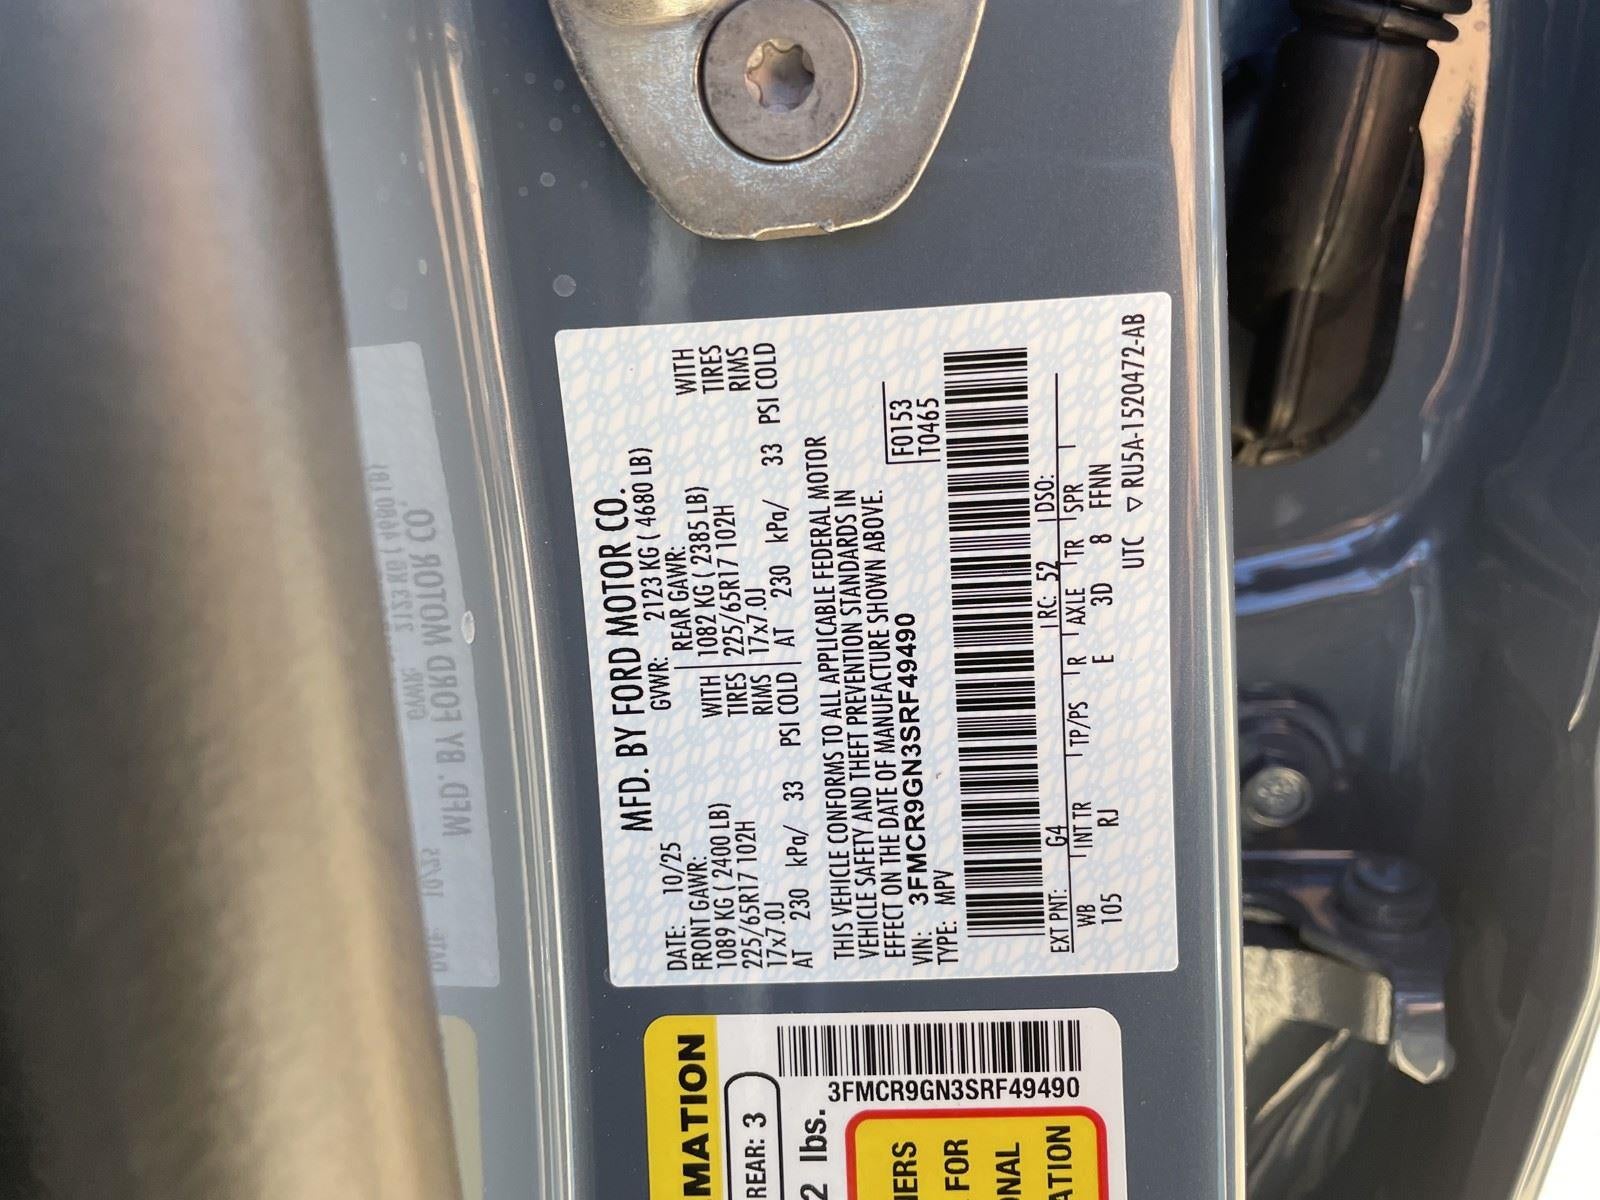 MFD. BY FORD MOTOR CO.
DATE: 10/25 GVWR: 2123 KG ( 4680 LB)
FRONT GAWR: REAR GAWR:
1089 KG ( 2400 LB) WITH 1082 KG ( 2385 LB) WITH
225/65R17 102H TIRES 225/65R17 102H TIRES
17x7.0J RIMS 17x7.0J RIMS
AT 230 kPa/ 33 PSI COLD AT 230 kPa/ 33 PSI COLD
THIS VEHICLE CONFORMS TO ALL APPLICABLE FEDERAL MOTOR
VEHICLE SAFETY AND THEFT PREVENTION STANDARDS IN
EFFECT ON THE DATE OF MANUFACTURE SHOWN ABOVE.
VIN: 3FMCR9GN3SRF49490 F0153
TYPE: MPV T0465
EXT PNT: G4 RC: 52 DSO:
WB INT TR TP/PS R AXLE TR SPR
105 RJ E 3D 8 FFNN
UTC ▽ RU5A-1520472-AB
MATION
REAR: 3
2 lbs.
3FMCR9GN3SRF49490
NERS
FOR
ONAL
ATION